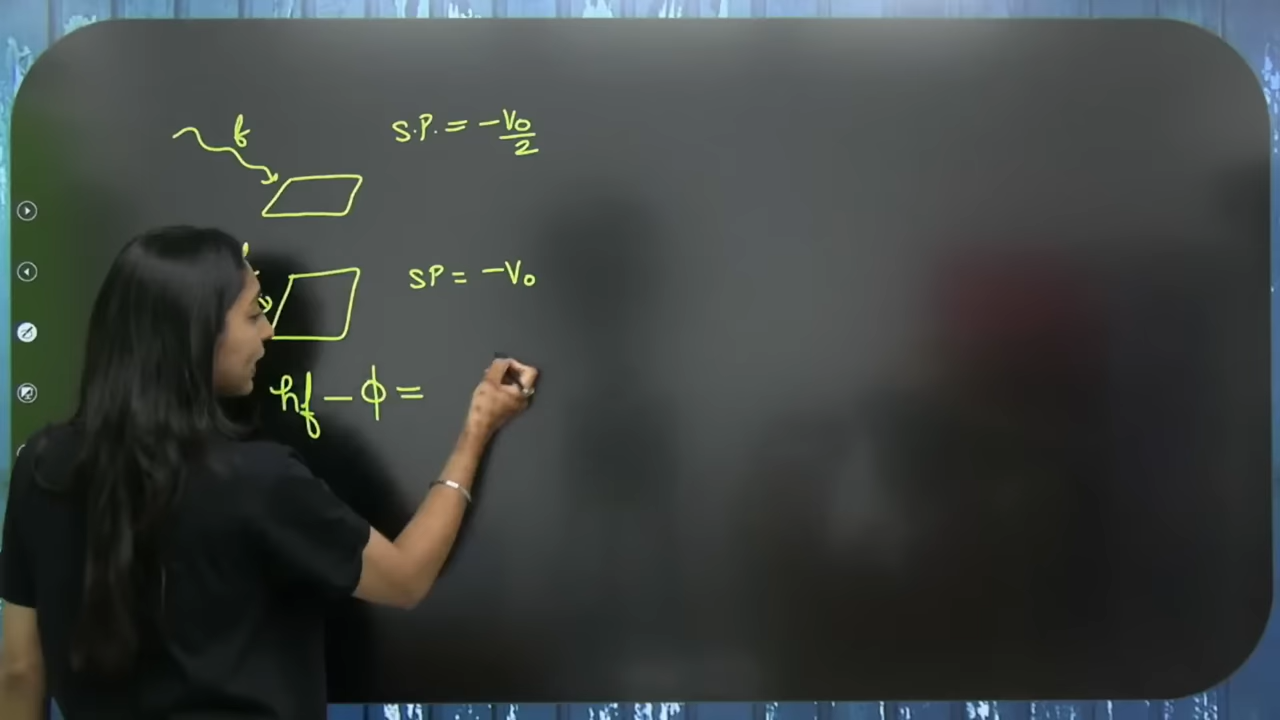 f
S.P. = -V₀/2
SP = -V₀
hf - ϕ =